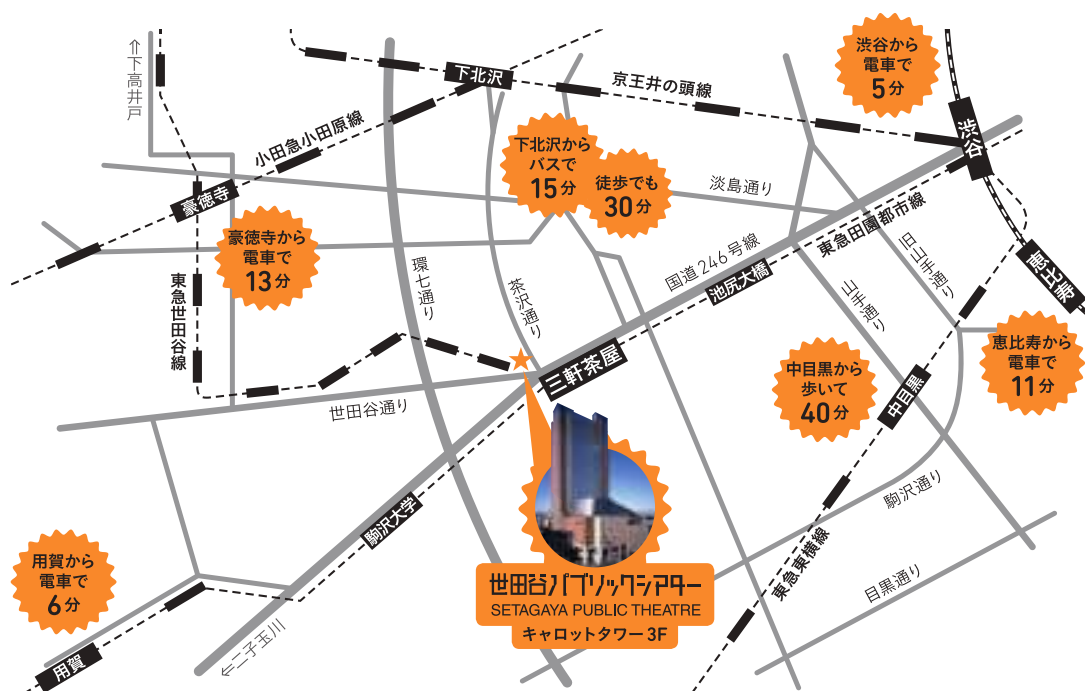 ⇐下高井戸
下北沢
京王井の頭線
渋谷から
電車で
5分
渋谷
小田急小田原線
豪徳寺
下北沢から
バスで
15分
徒歩でも
30分
淡島通り
東急田園都市線
豪徳寺から
電車で
13分
東急世田谷線
環七通り
茶沢通り
国道246号線
池尻大橋
山手通り
旧山手通り
恵比寿
恵比寿から
電車で
11分
三軒茶屋
世田谷通り
中目黒から
歩いて
40分
中目黒
駒沢大学
駒沢通り
東急東横線
目黒通り
用賀から
電車で
6分
用賀
⇐二子玉川
世田谷パブリックシアター
SETAGAYA PUBLIC THEATRE
キャロットタワー3F